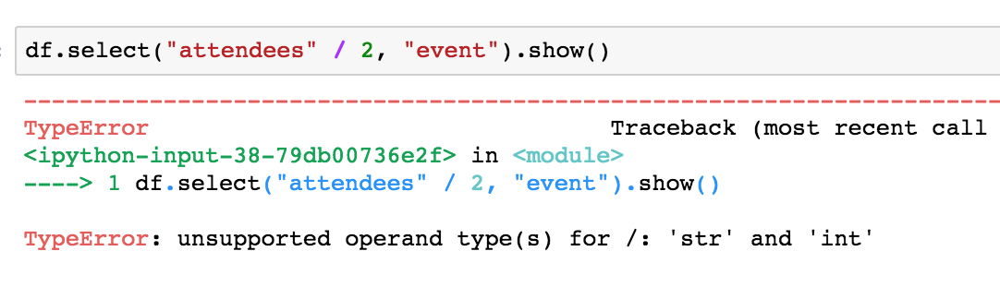 df.select("attendees" / 2, "event").show()
---------------------------------------------------------------------------
TypeError                                 Traceback (most recent call
<ipython-input-38-79db00736e2f> in <module>
----> 1 df.select("attendees" / 2, "event").show()
TypeError: unsupported operand type(s) for /: 'str' and 'int'